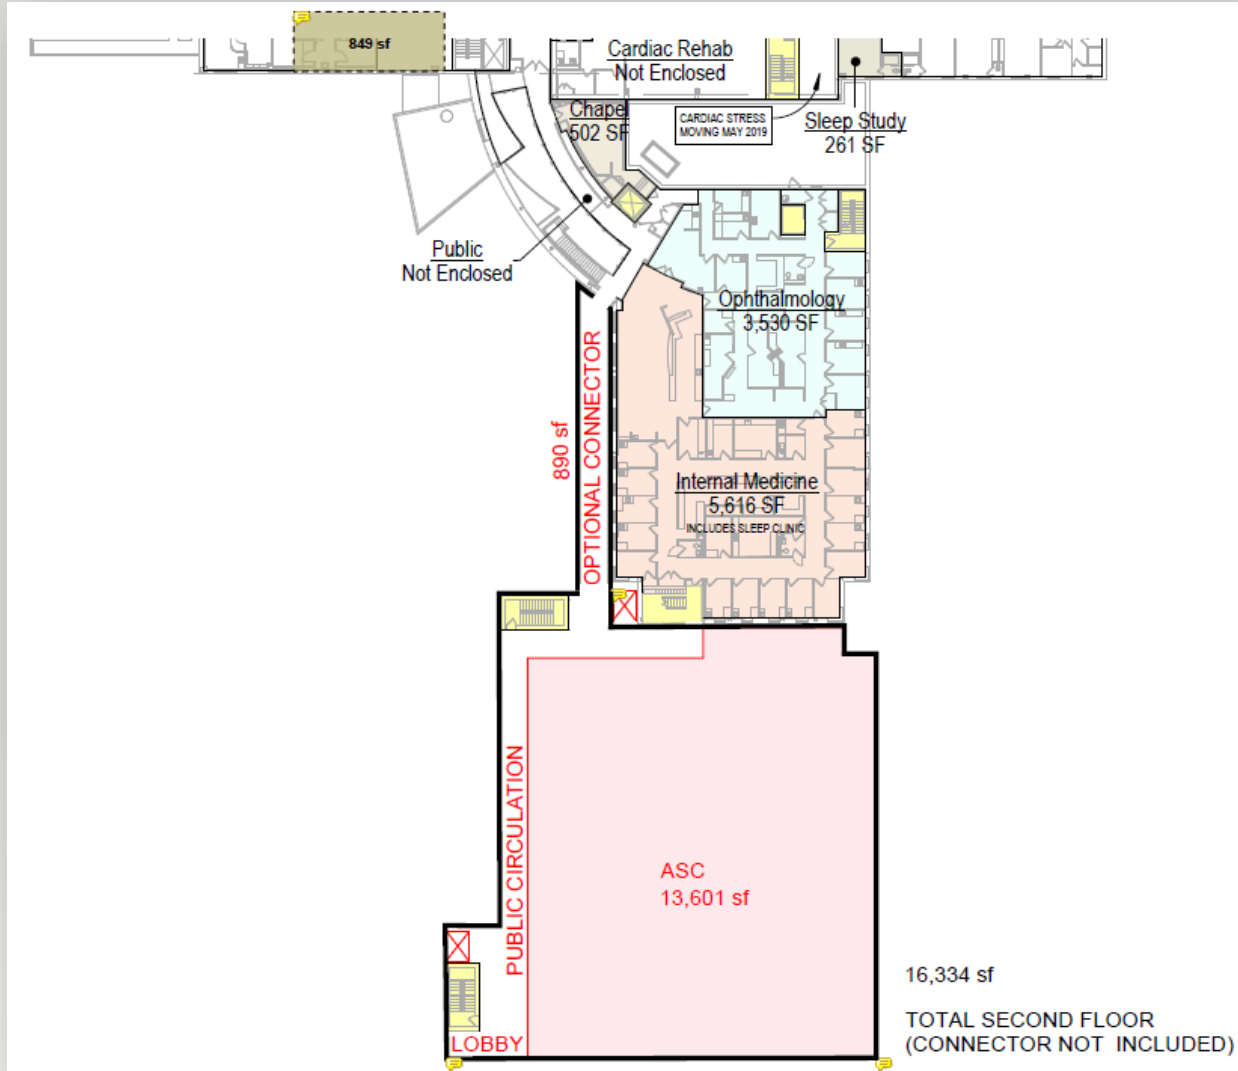 849 sf
Cardiac Rehab
Not Enclosed
Chapel
502 SF
CARDIAC STRESS
MOVING MAY 2019
Sleep Study
261 SF
Public
Not Enclosed
Ophthalmology
3,530 SF
890 sf
OPTIONAL CONNECTOR
Internal Medicine
5,616 SF
INCLUDES SLEEP CLINIC
PUBLIC CIRCULATION
ASC
13,601 sf
LOBBY
16,334 sf
TOTAL SECOND FLOOR
(CONNECTOR NOT INCLUDED)